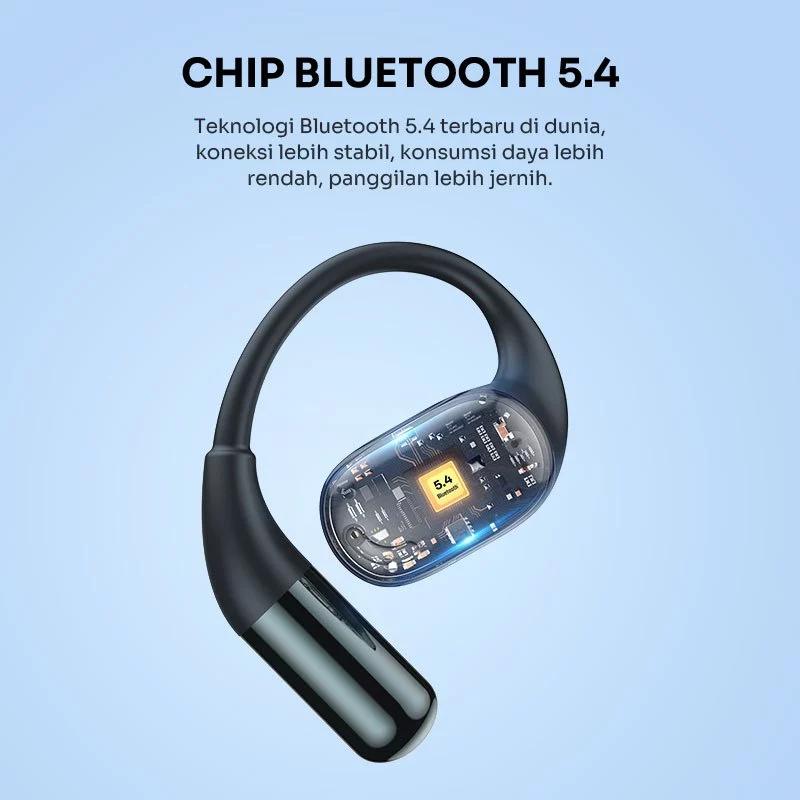 CHIP BLUETOOTH 5.4
Teknologi Bluetooth 5.4 terbaru di dunia,
koneksi lebih stabil, konsumsi daya lebih
rendah, panggilan lebih jernih.
5.4
Bluetooth